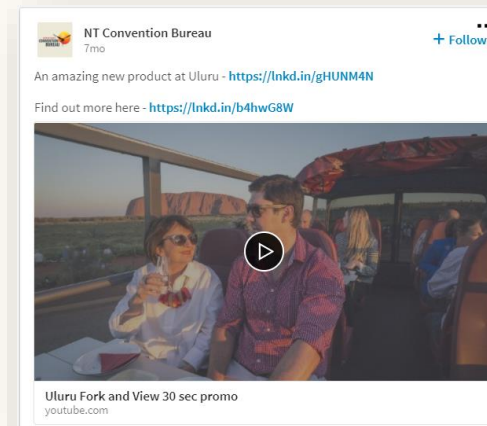 NT Convention Bureau
7mo
+ Follow
An amazing new product at Uluru - https://lnkd.in/gHUNM4N
Find out more here - https://lnkd.in/b4hwG8W
Uluru Fork and View 30 sec promo
youtube.com